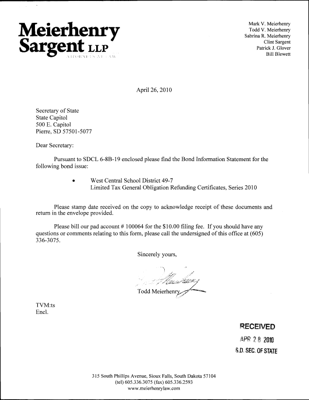 Meierhenry
Sargent LLP
ATTORNEYS AT LAW
Mark V. Meierhenry
Todd V. Meierhenry
Sabrina R. Meierhenry
Clint Sargent
Patrick J. Glover
Bill Blewett
April 26, 2010
Secretary of State
State Capitol
500 E. Capitol
Pierre, SD 57501-5077
Dear Secretary:
Pursuant to SDCL 6-8B-19 enclosed please find the Bond Information Statement for the
following bond issue:
• West Central School District 49-7
Limited Tax General Obligation Refunding Certificates, Series 2010
Please stamp date received on the copy to acknowledge receipt of these documents and
return in the envelope provided.
Please bill our pad account # 100064 for the $10.00 filing fee. If you should have any
questions or comments relating to this form, please call the undersigned of this office at (605)
336-3075.
Sincerely yours,
Todd Meierhenry
TVM:ts
Encl.
RECEIVED
APR 28 2010
S.D. SEC. OF STATE
315 South Phillips Avenue, Sioux Falls, South Dakota 57104
(tel) 605.336.3075 (fax) 605.336.2593
www.meierhenrylaw.com